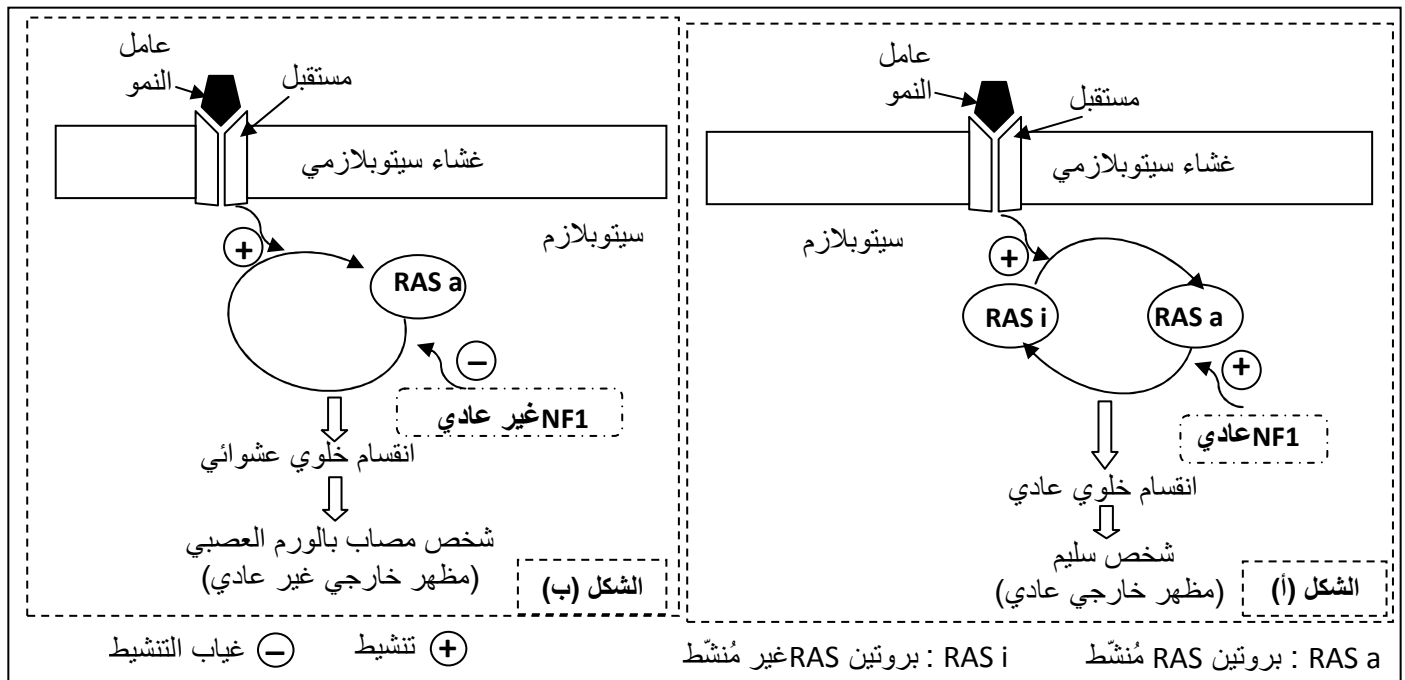 عامل
النمو
مستقبل
غشاء سيتوبلازمي
سيتوبلازم
+
RAS i
RAS a
+
NF1عادي
انقسام خلوي عادي
شخص سليم
(مظهر خارجي عادي)
الشكل (أ)
عامل
النمو
مستقبل
غشاء سيتوبلازمي
سيتوبلازم
+
RAS a
−
NF1غير عادي
انقسام خلوي عشوائي
شخص مصاب بالورم العصبي
(مظهر خارجي غير عادي)
الشكل (ب)
RAS a : بروتين RAS مُنشّط RAS i : بروتين RASغير مُنشّط + تنشيط − غياب التنشيط